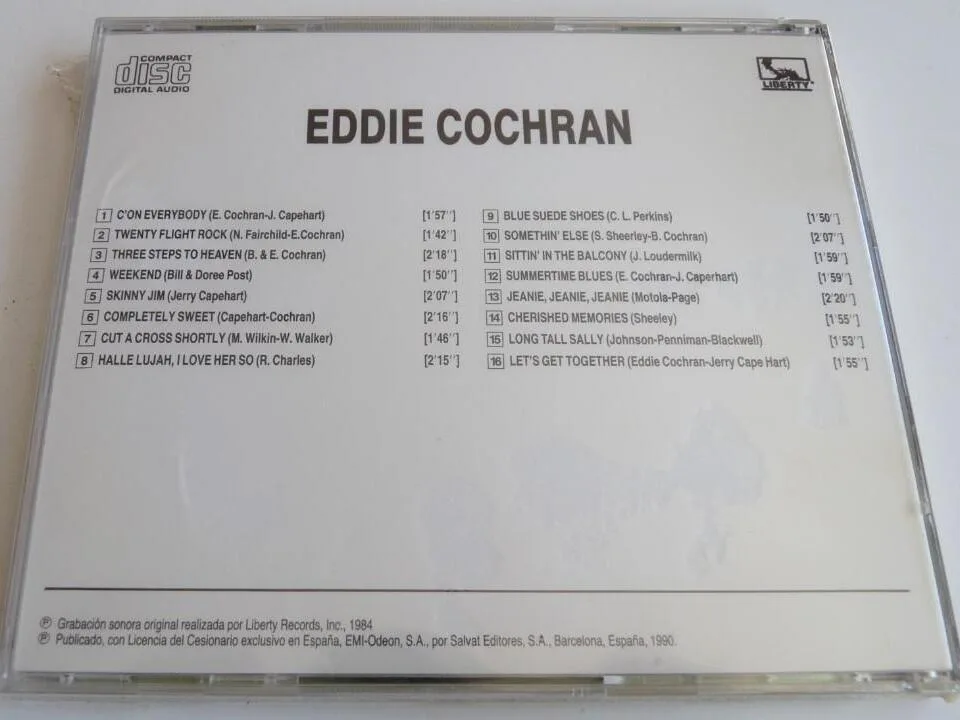 COMPACT
disc
DIGITAL AUDIO
LIBERTY
EDDIE COCHRAN
1 C'ON EVERYBODY (E. Cochran-J. Capehart) [1'57'']
2 TWENTY FLIGHT ROCK (N. Fairchild-E.Cochran) [1'42'']
3 THREE STEPS TO HEAVEN (B. & E. Cochran) [2'18'']
4 WEEKEND (Bill & Doree Post) [1'50'']
5 SKINNY JIM (Jerry Capehart) [2'07'']
6 COMPLETELY SWEET (Capehart-Cochran) [2'16'']
7 CUT A CROSS SHORTLY (M. Wilkin-W. Walker) [1'46'']
8 HALLE LUJAH, I LOVE HER SO (R. Charles) [2'15'']
9 BLUE SUEDE SHOES (C. L. Perkins) [1'50'']
10 SOMETHIN' ELSE (S. Sheerley-B. Cochran) [2'07'']
11 SITTIN' IN THE BALCONY (J. Loudermilk) [1'59'']
12 SUMMERTIME BLUES (E. Cochran-J. Caperhart) [1'59'']
13 JEANIE, JEANIE, JEANIE (Motola-Page) [2'20'']
14 CHERISHED MEMORIES (Sheeley) [1'55'']
15 LONG TALL SALLY (Johnson-Penniman-Blackwell) [1'53'']
16 LET'S GET TOGETHER (Eddie Cochran-Jerry Cape Hart) [1'55'']
℗ Grabación sonora original realizada por Liberty Records, Inc., 1984
℗ Publicado, con Licencia del Cesionario exclusivo en España, EMI-Odeon, S.A., por Salvat Editores, S.A., Barcelona, España, 1990.